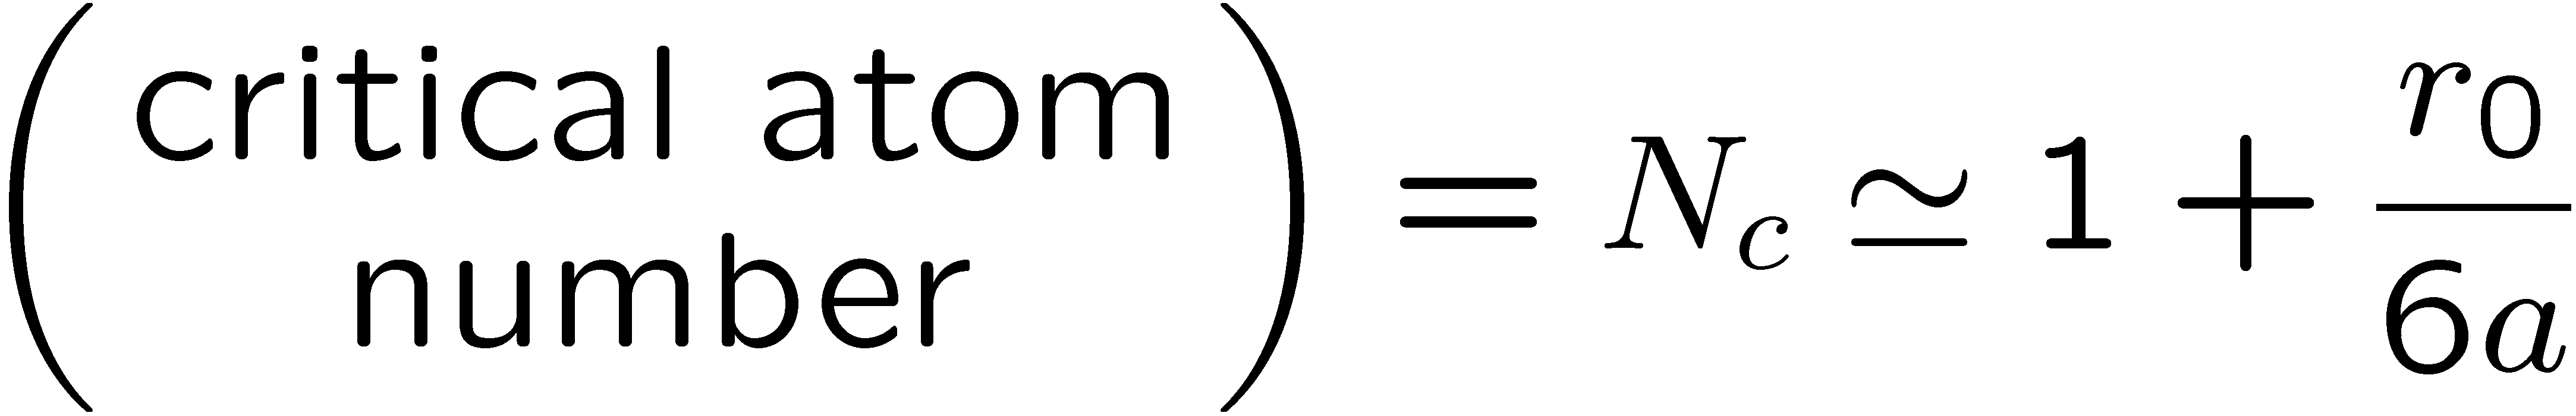 ( critical atom number ) = N_c ≃ 1 + r_0/6a